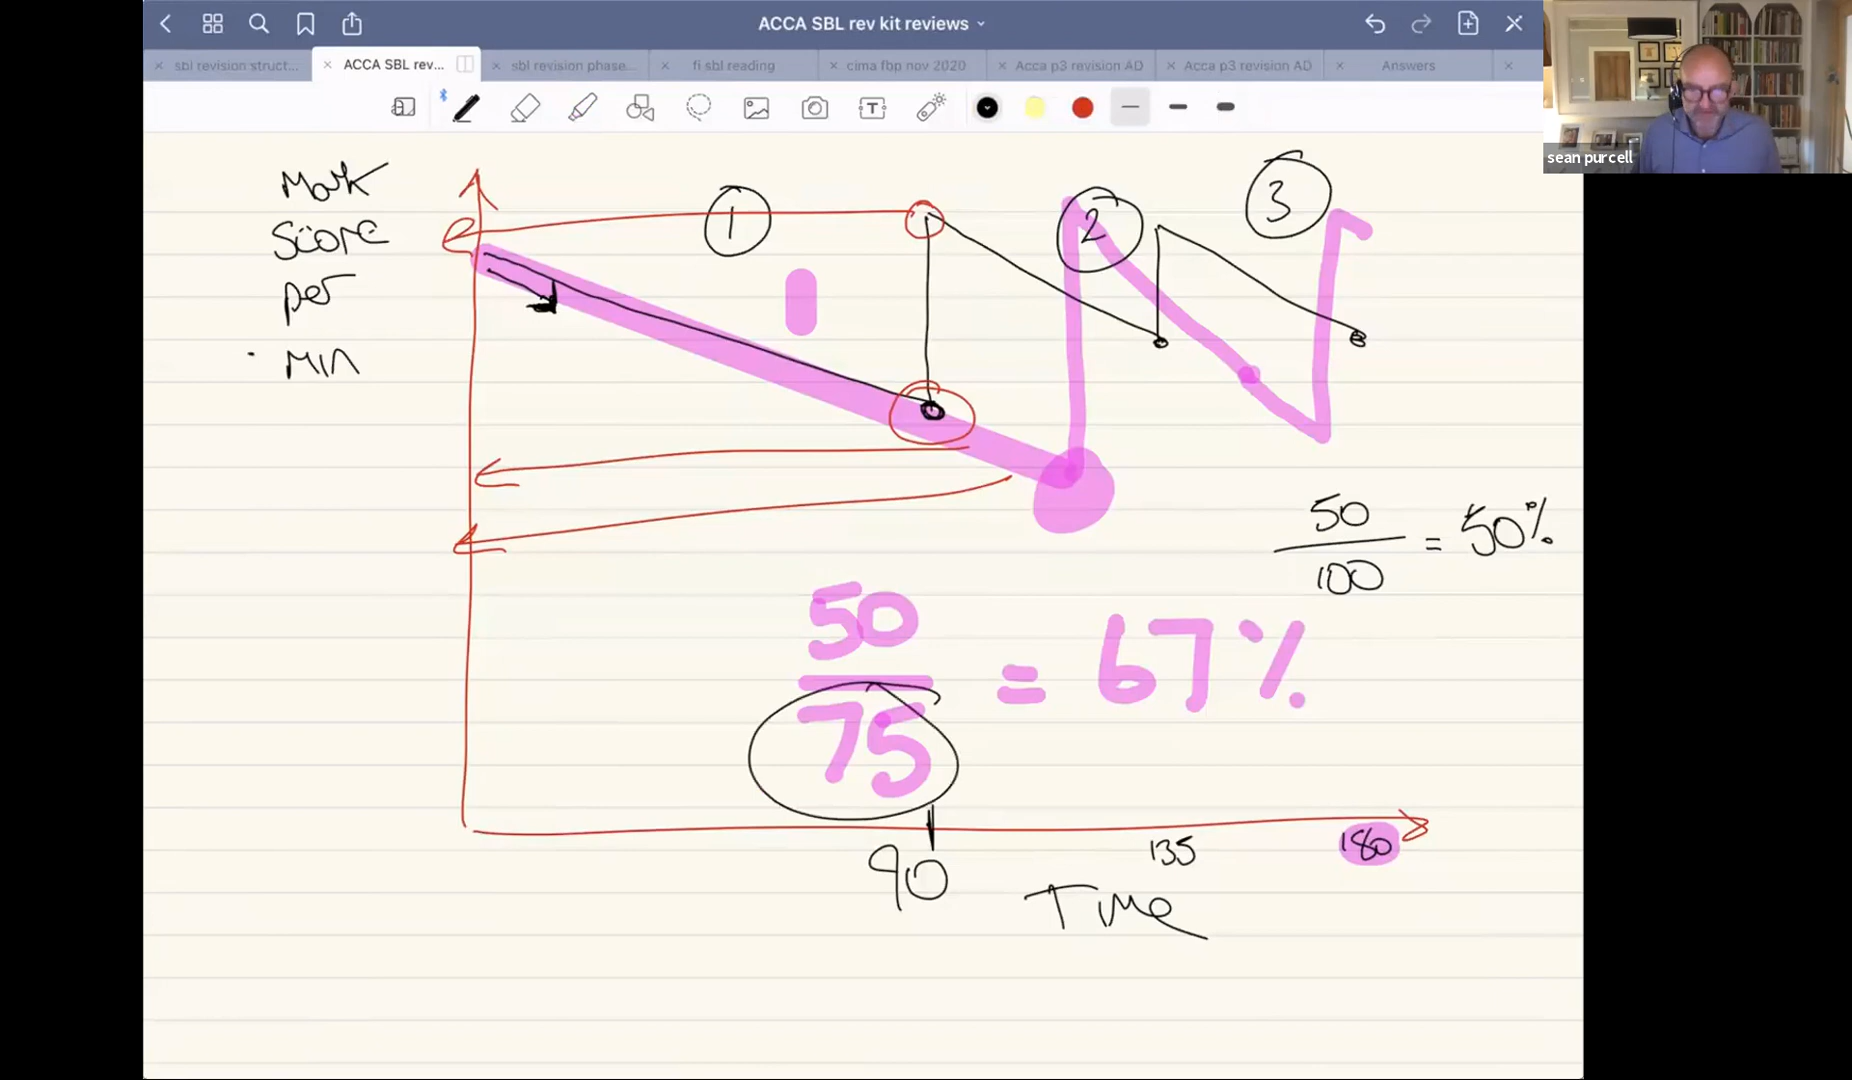 ACCA SBL rev kit reviews
sbl revision struct...
ACCA SBL rev...
sbl revision phase...
fi sbl reading
cima fbp nov 2020
Acca p3 revision AD
Acca p3 revision AD
Answers
sean purcell
Mark
Score
per
Min
1
2
3
50
100
= 50%
50
75
= 67%
90
135
180
Time